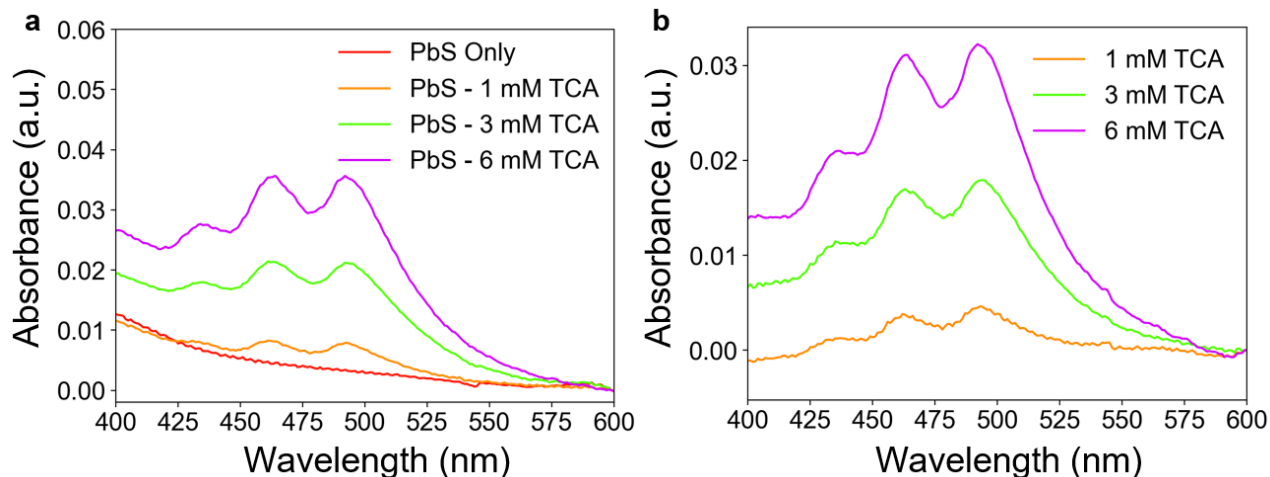 a
0.06
0.05
0.04
0.03
0.02
0.01
0.00
Absorbance (a.u.)
PbS Only
PbS - 1 mM TCA
PbS - 3 mM TCA
PbS - 6 mM TCA
400 425 450 475 500 525 550 575 600
Wavelength (nm)
b
0.03
0.02
0.01
0.00
Absorbance (a.u.)
1 mM TCA
3 mM TCA
6 mM TCA
400 425 450 475 500 525 550 575 600
Wavelength (nm)